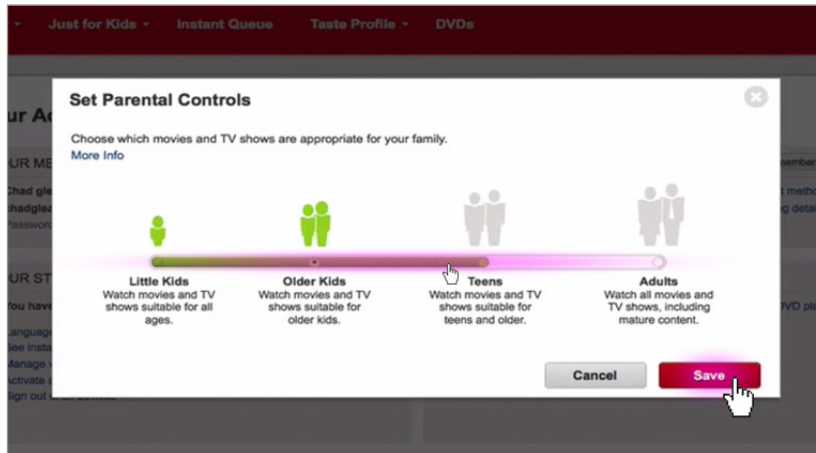 Just for Kids Instant Queue Taste Profile DVDs
Set Parental Controls
Choose which movies and TV shows are appropriate for your family.
More Info
Little Kids
Watch movies and TV
shows suitable for all
ages.
Older Kids
Watch movies and TV
shows suitable for
older kids.
Teens
Watch movies and TV
shows suitable for
teens and older.
Adults
Watch all movies and
TV shows, including
mature content.
Cancel
Save